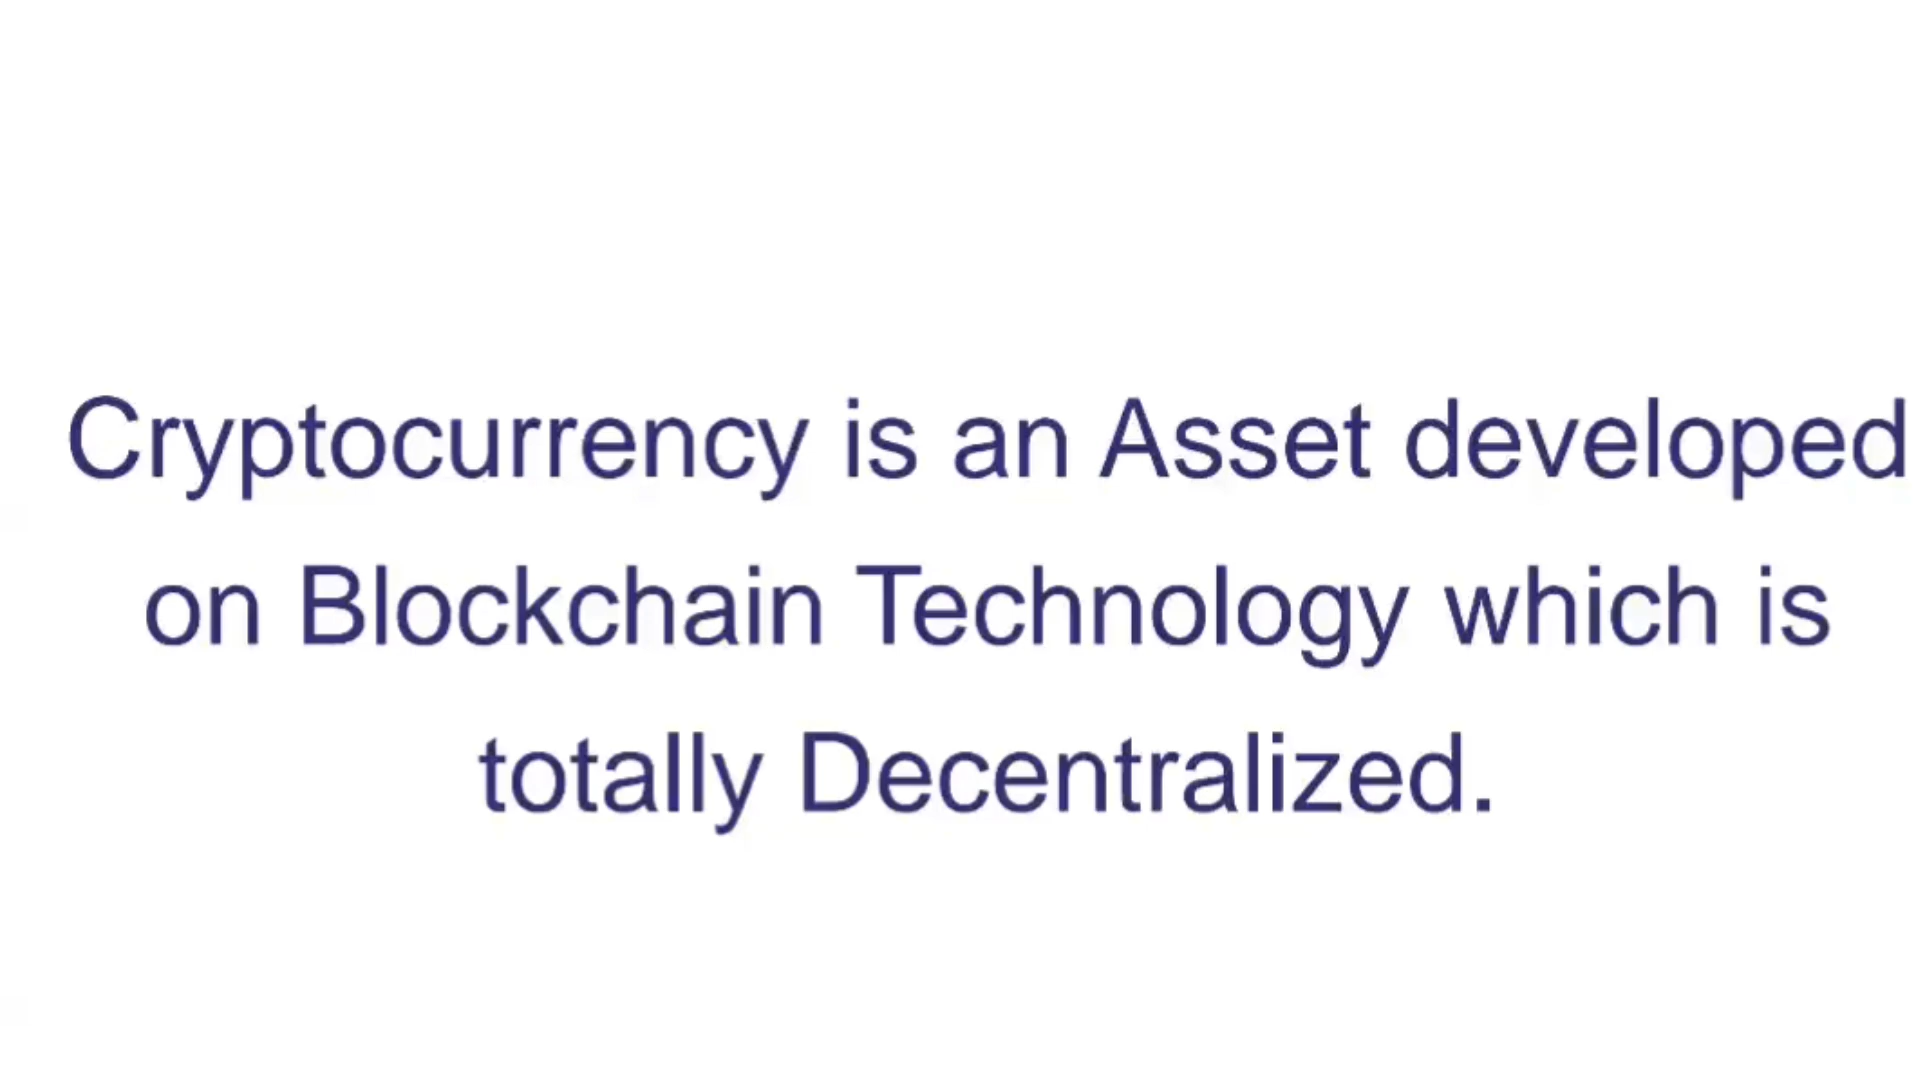 Cryptocurrency is an Asset developed
on Blockchain Technology which is
totally Decentralized.